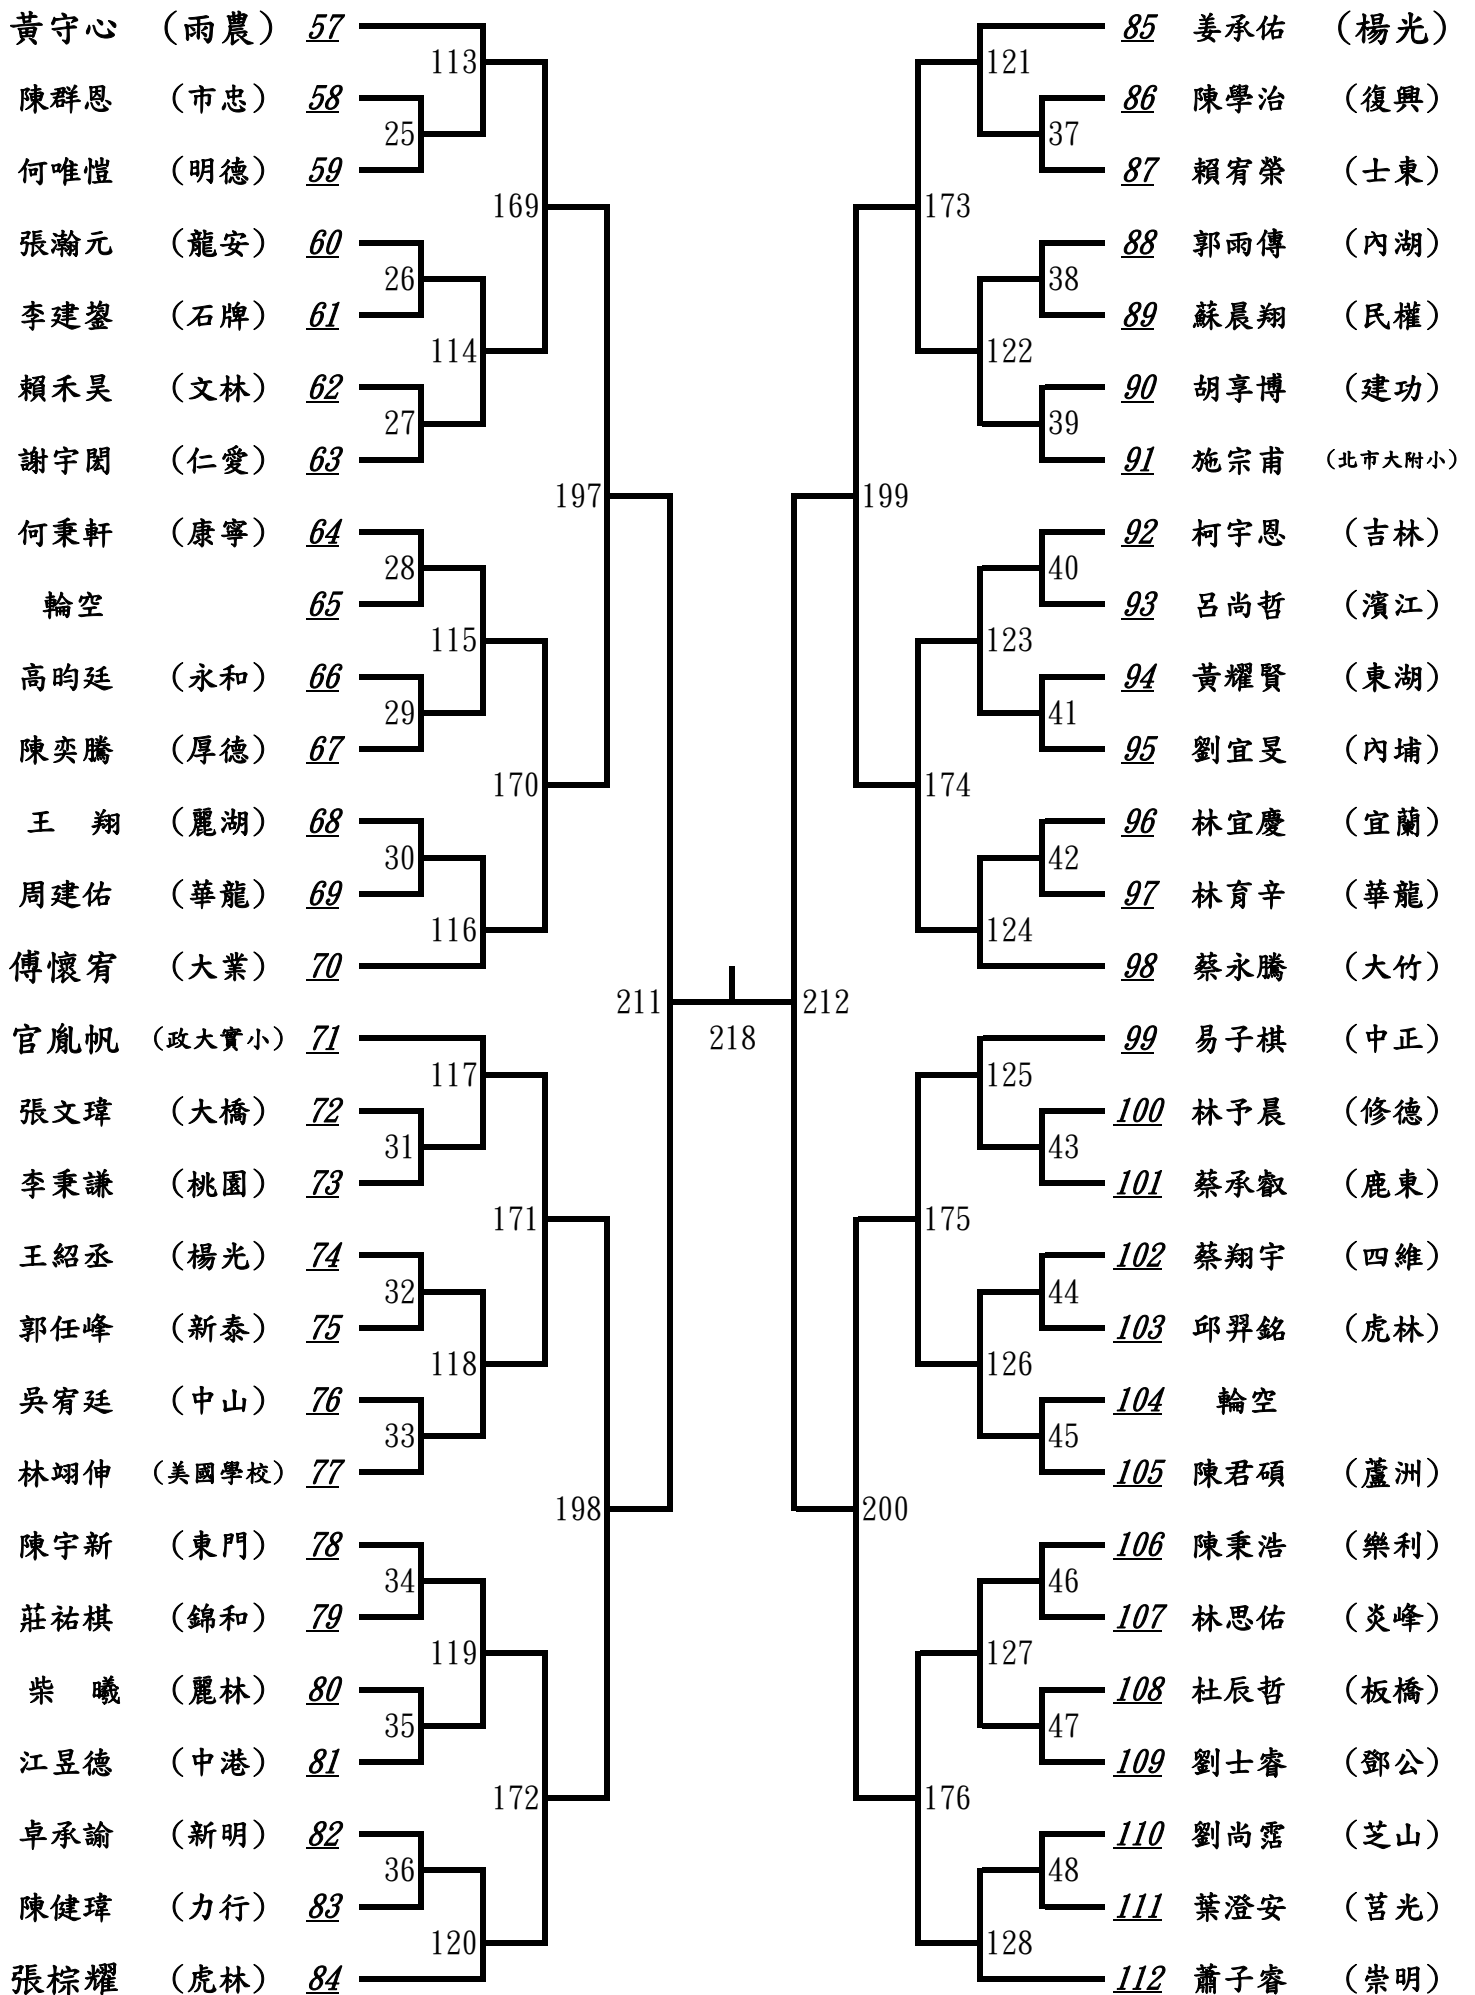 黃守心 (雨農) 57
113
陳群恩 (市忠) 58
25
何唯愷 (明德) 59
169
張瀚元 (龍安) 60
26
李建鋆 (石牌) 61
114
賴禾昊 (文林) 62
27
謝宇閎 (仁愛) 63
197
何秉軒 (康寧) 64
28
輪空 65
115
高昀廷 (永和) 66
29
陳奕騰 (厚德) 67
170
王 翔 (麗湖) 68
30
周建佑 (華龍) 69
116
傅懷宥 (大業) 70
211
官胤帆 (政大實小) 71
117
張文瑋 (大橋) 72
31
李秉謙 (桃園) 73
171
王紹丞 (楊光) 74
32
郭任峰 (新泰) 75
118
吳宥廷 (中山) 76
33
林翊伸 (美國學校) 77
198
陳宇新 (東門) 78
34
莊祐棋 (錦和) 79
119
柴 曦 (麗林) 80
35
江昱德 (中港) 81
172
卓承諭 (新明) 82
36
陳健瑋 (力行) 83
120
張棕耀 (虎林) 84
218
85 姜承佑 (楊光)
121
86 陳學治 (復興)
37
87 賴宥榮 (士東)
173
88 郭雨傳 (內湖)
38
89 蘇晨翔 (民權)
122
90 胡享博 (建功)
39
91 施宗甫 (北市大附小)
199
92 柯宇恩 (吉林)
40
93 呂尚哲 (濱江)
123
94 黃耀賢 (東湖)
41
95 劉宜旻 (內埔)
174
96 林宜慶 (宜蘭)
42
97 林育辛 (華龍)
124
98 蔡永騰 (大竹)
212
99 易子棋 (中正)
125
100 林予晨 (修德)
43
101 蔡承叡 (鹿東)
175
102 蔡翔宇 (四維)
44
103 邱羿銘 (虎林)
126
104 輪空
45
105 陳君碩 (蘆洲)
200
106 陳秉浩 (樂利)
46
107 林思佑 (炎峰)
127
108 杜辰哲 (板橋)
47
109 劉士睿 (鄧公)
176
110 劉尚霑 (芝山)
48
111 葉澄安 (莒光)
128
112 蕭子睿 (崇明)